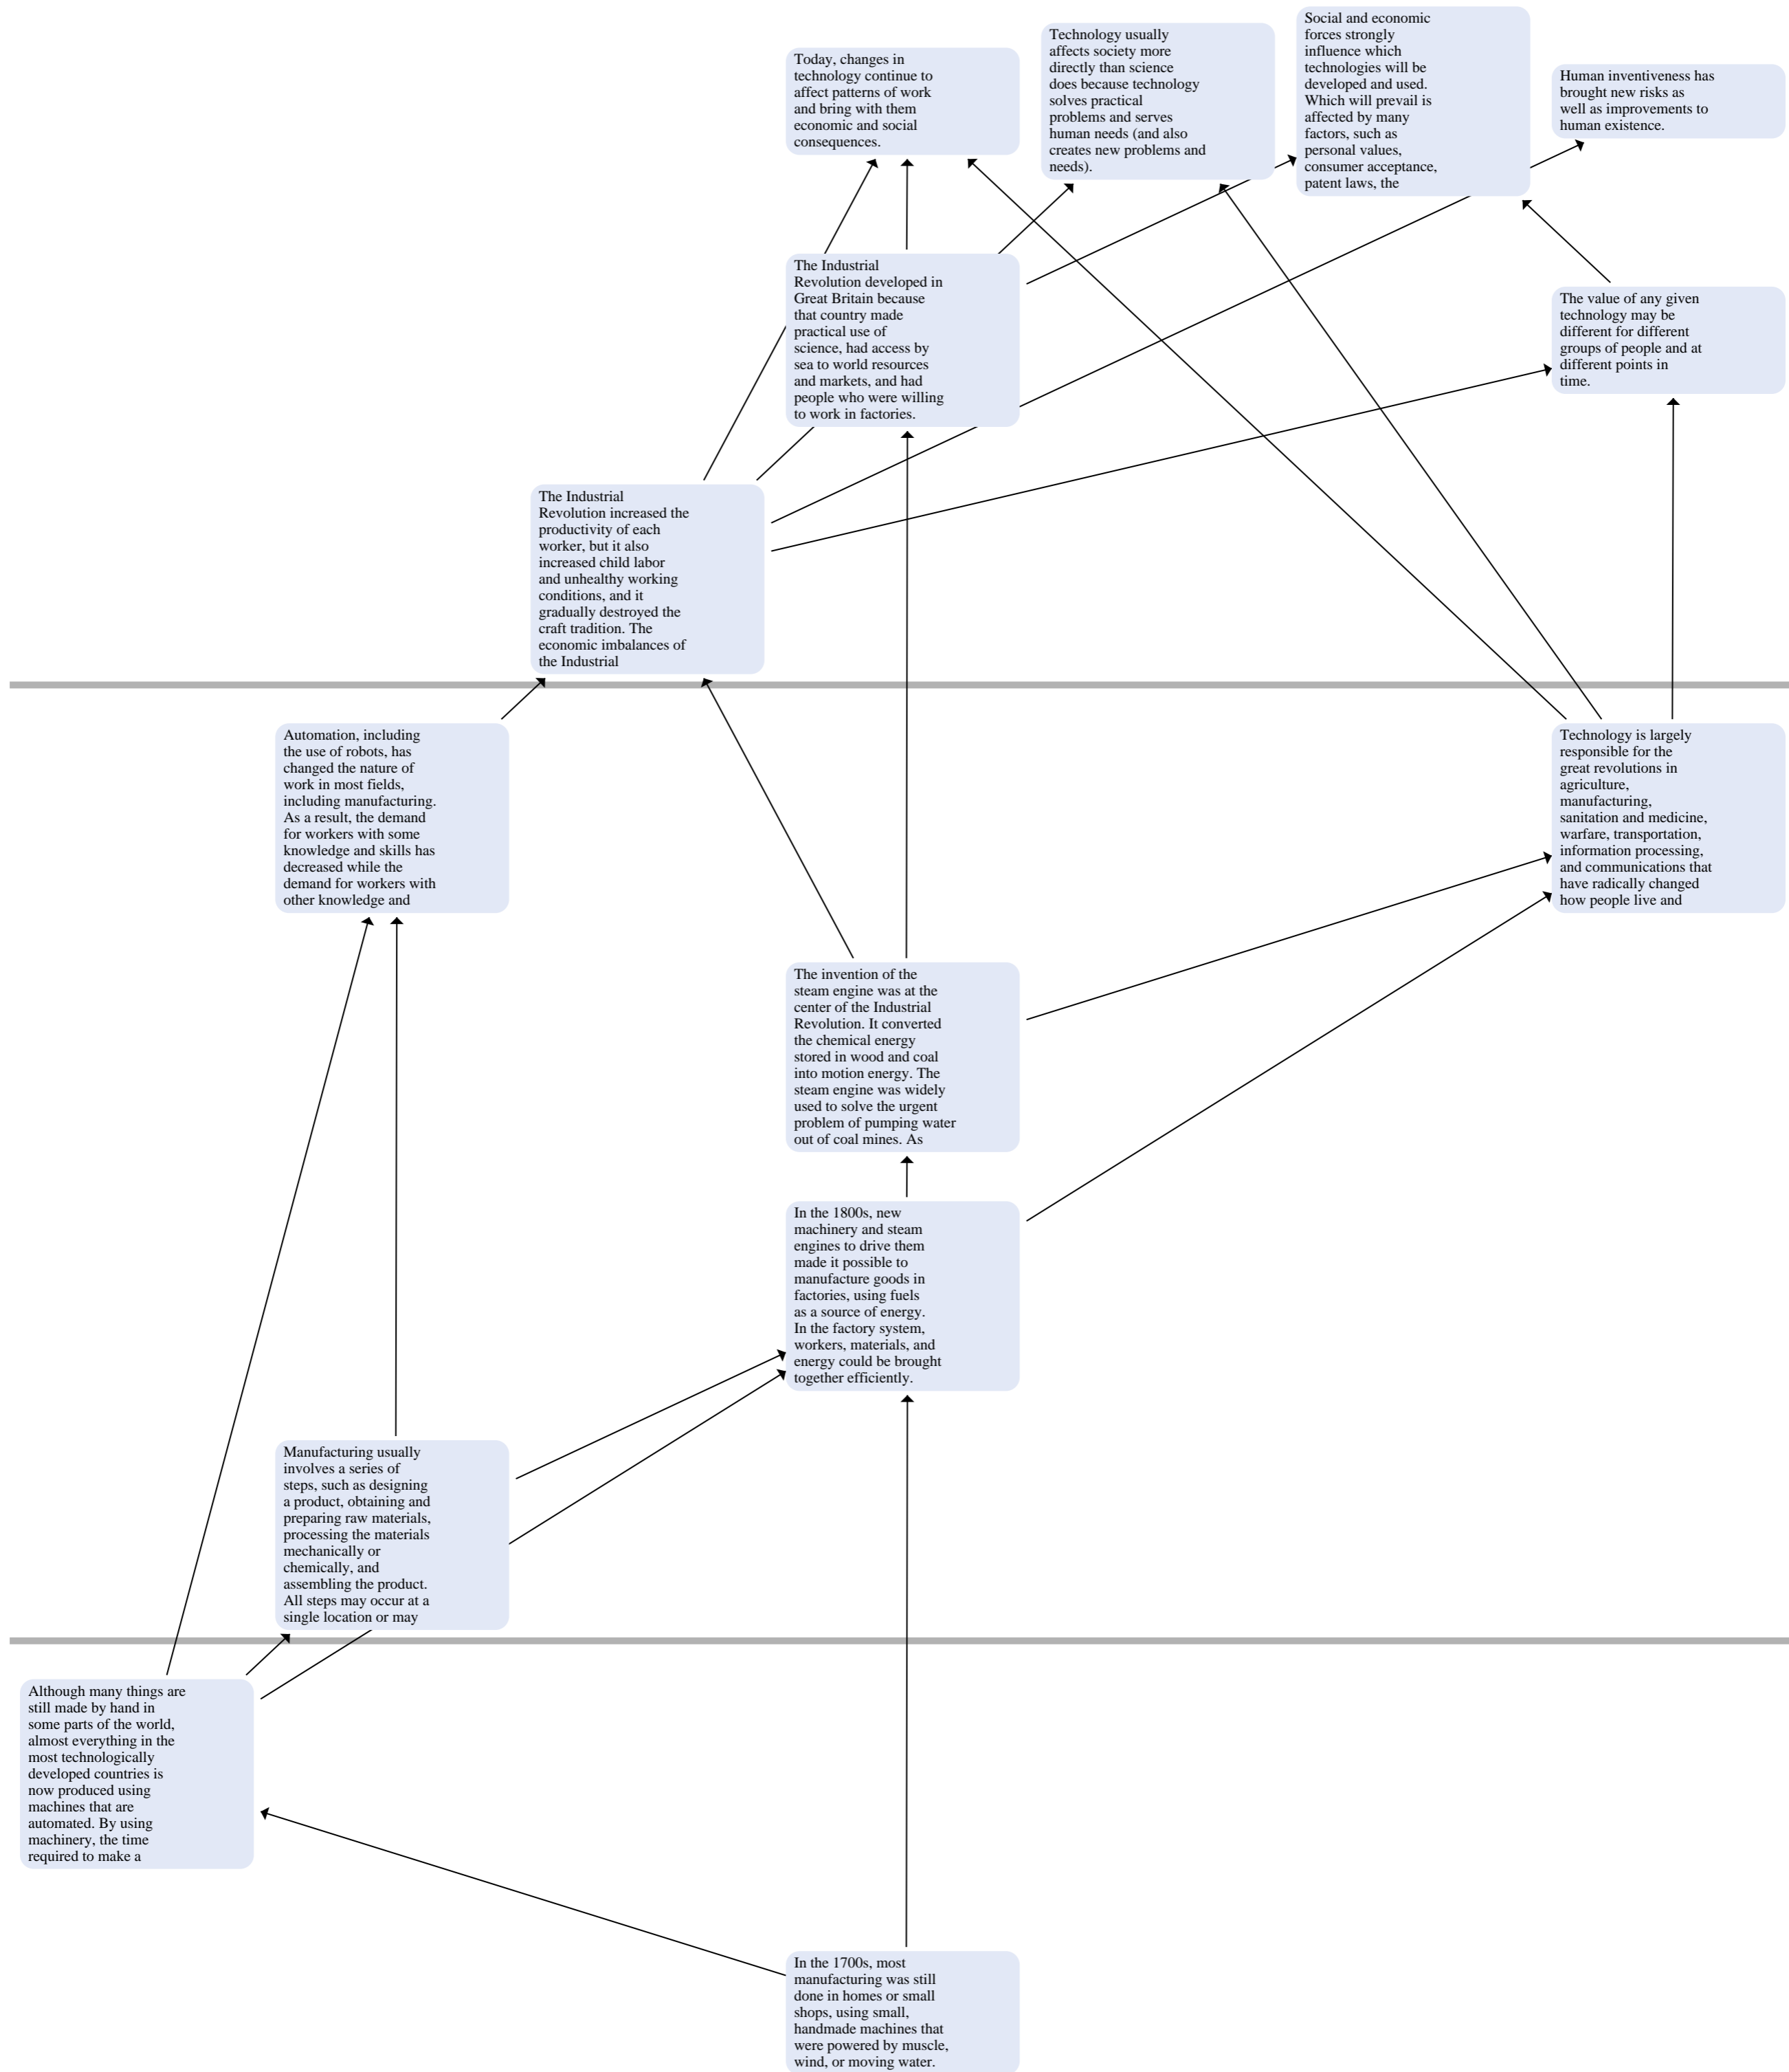 Today, changes in
technology continue to
affect patterns of work
and bring with them
economic and social
consequences.
Technology usually
affects society more
directly than science
does because technology
solves practical
problems and serves
human needs (and also
creates new problems and
needs).
Social and economic
forces strongly
influence which
technologies will be
developed and used.
Which will prevail is
affected by many
factors, such as
personal values,
consumer acceptance,
patent laws, the
Human inventiveness has
brought new risks as
well as improvements to
human existence.
The Industrial
Revolution developed in
Great Britain because
that country made
practical use of
science, had access by
sea to world resources
and markets, and had
people who were willing
to work in factories.
The value of any given
technology may be
different for different
groups of people and at
different points in
time.
The Industrial
Revolution increased the
productivity of each
worker, but it also
increased child labor
and unhealthy working
conditions, and it
gradually destroyed the
craft tradition. The
economic imbalances of
the Industrial
Automation, including
the use of robots, has
changed the nature of
work in most fields,
including manufacturing.
As a result, the demand
for workers with some
knowledge and skills has
decreased while the
demand for workers with
other knowledge and
Technology is largely
responsible for the
great revolutions in
agriculture,
manufacturing,
sanitation and medicine,
warfare, transportation,
information processing,
and communications that
have radically changed
how people live and
The invention of the
steam engine was at the
center of the Industrial
Revolution. It converted
the chemical energy
stored in wood and coal
into motion energy. The
steam engine was widely
used to solve the urgent
problem of pumping water
out of coal mines. As
In the 1800s, new
machinery and steam
engines to drive them
made it possible to
manufacture goods in
factories, using fuels
as a source of energy.
In the factory system,
workers, materials, and
energy could be brought
together efficiently.
Manufacturing usually
involves a series of
steps, such as designing
a product, obtaining and
preparing raw materials,
processing the materials
mechanically or
chemically, and
assembling the product.
All steps may occur at a
single location or may
Although many things are
still made by hand in
some parts of the world,
almost everything in the
most technologically
developed countries is
now produced using
machines that are
automated. By using
machinery, the time
required to make a
In the 1700s, most
manufacturing was still
done in homes or small
shops, using small,
handmade machines that
were powered by muscle,
wind, or moving water.